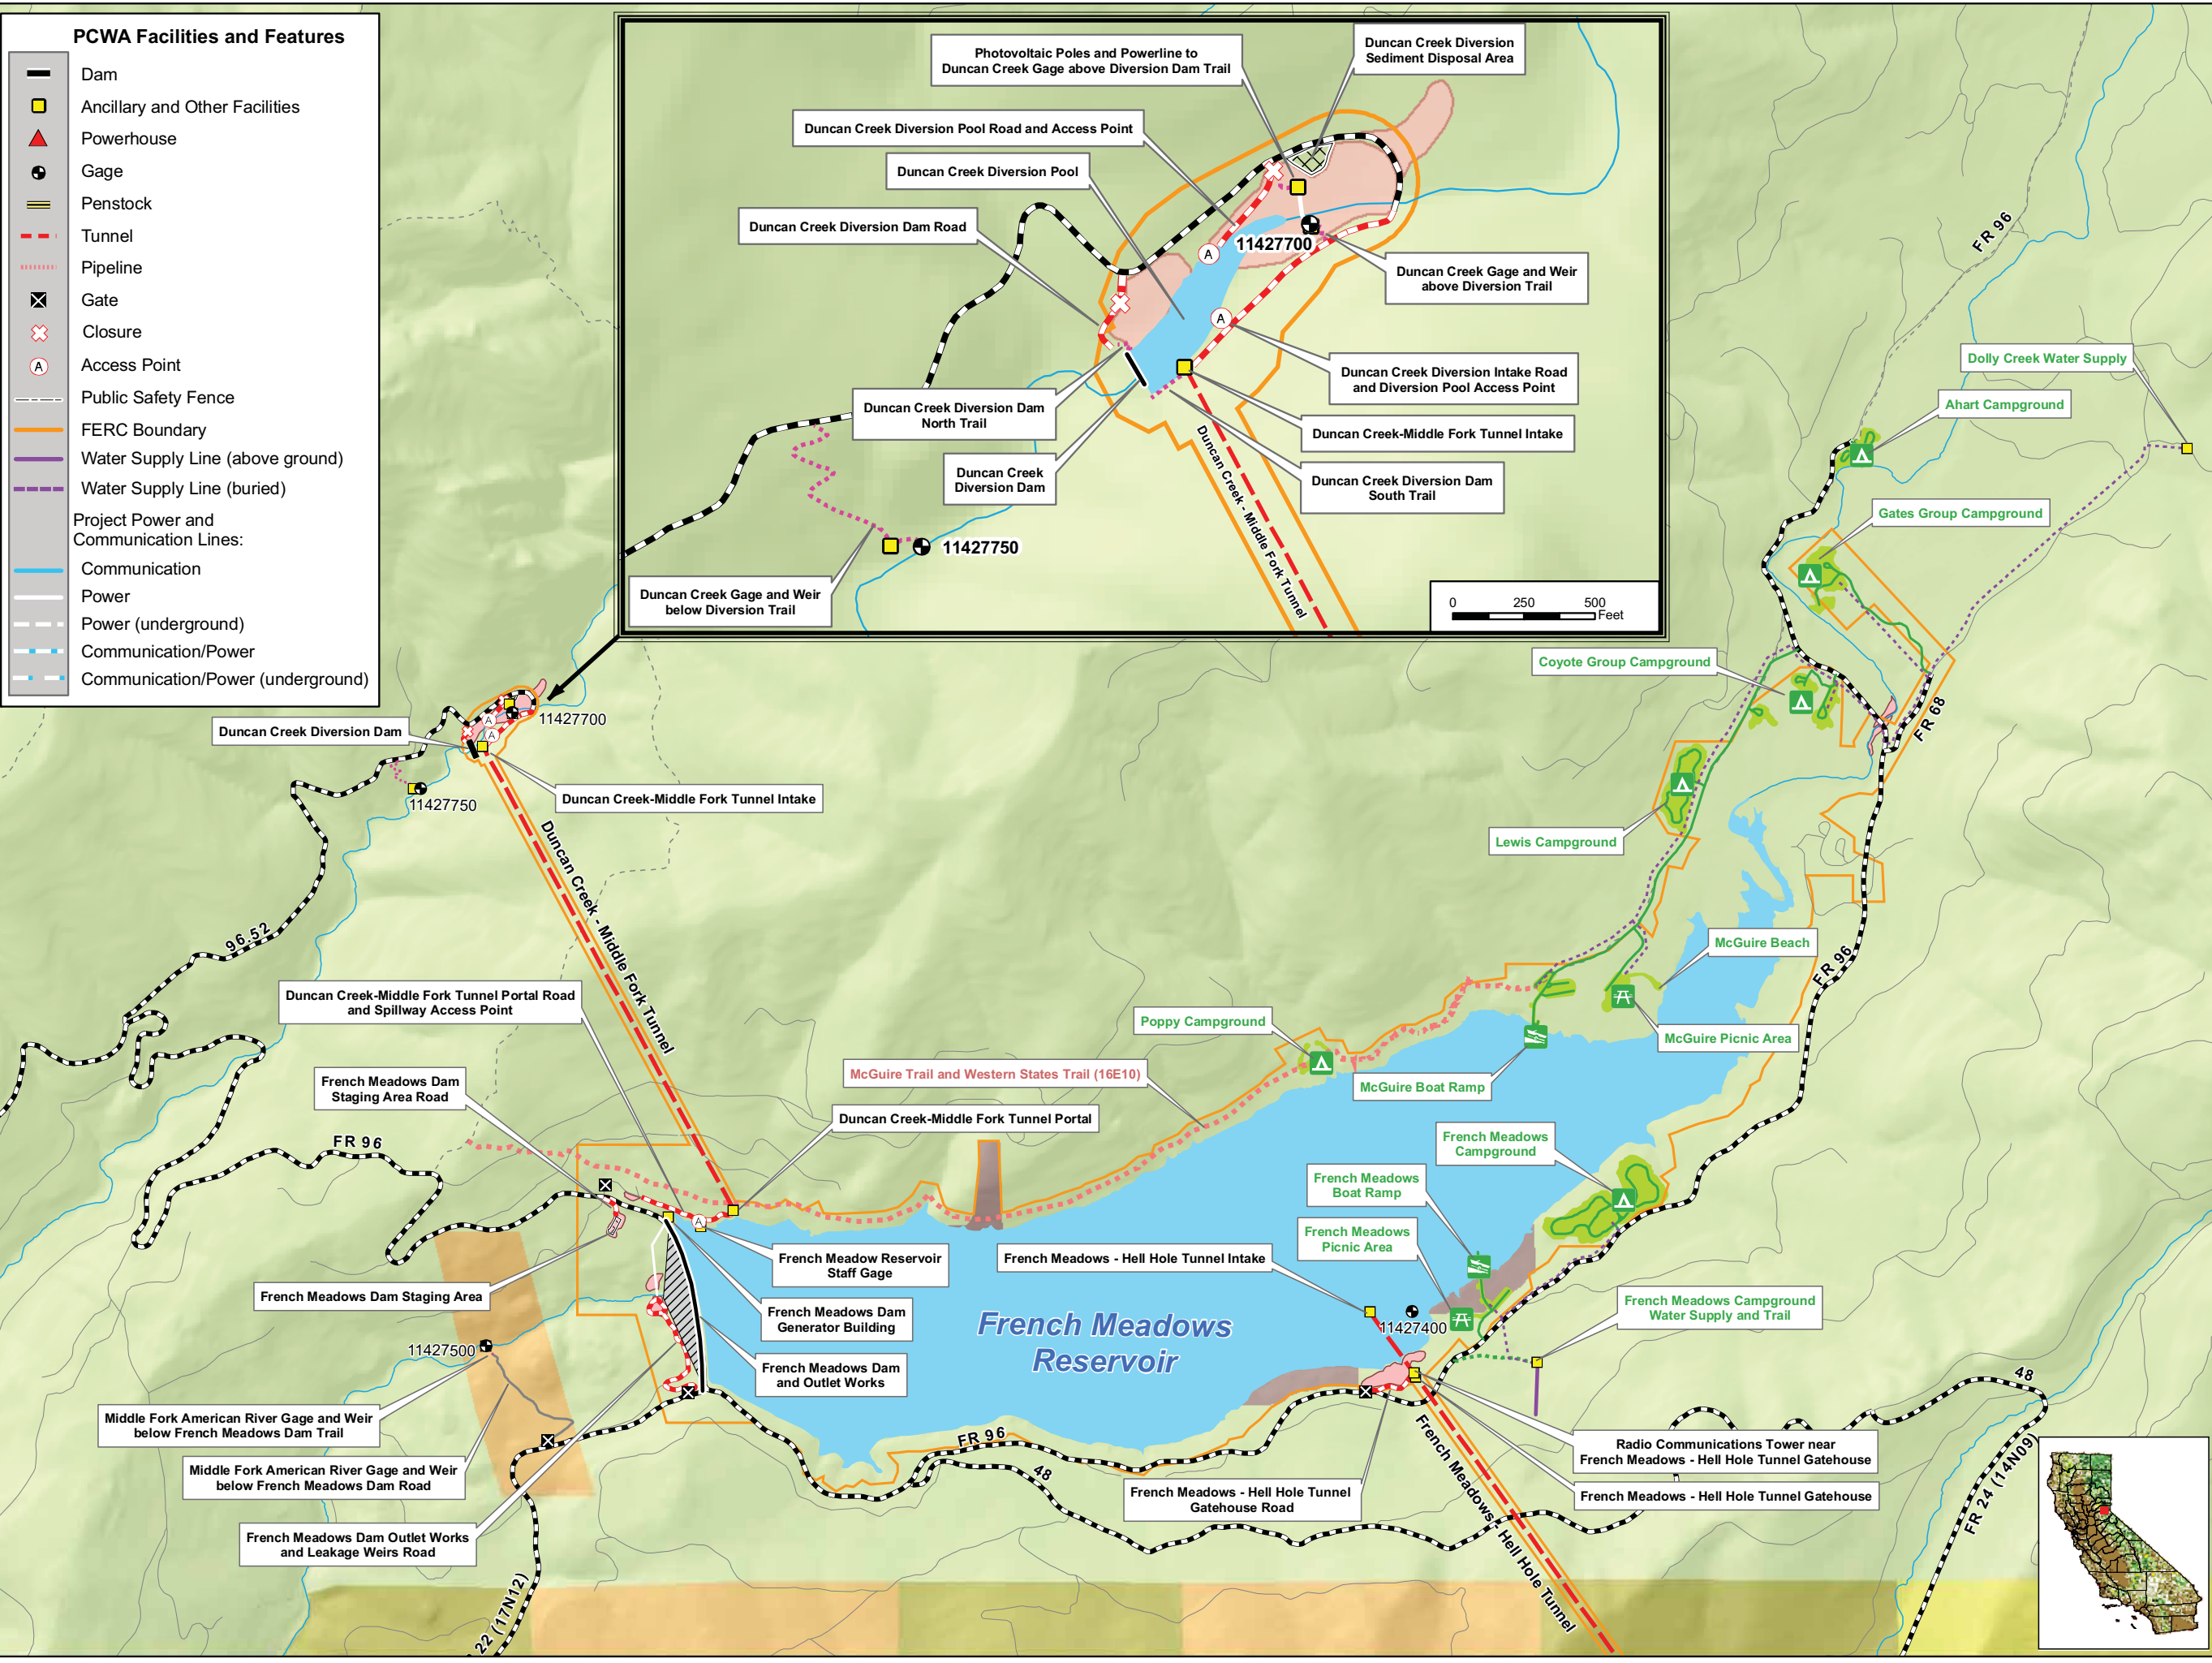 PCWA Facilities and Features
Dam
Ancillary and Other Facilities
Powerhouse
Gage
Penstock
Tunnel
Pipeline
Gate
Closure
A
Access Point
Public Safety Fence
FERC Boundary
Water Supply Line (above ground)
Water Supply Line (buried)
Project Power and
Communication Lines:
Communication
Power
Power (underground)
Communication/Power
Communication/Power (underground)
Photovoltaic Poles and Powerline to
Duncan Creek Gage above Diversion Dam Trail
Duncan Creek Diversion
Sediment Disposal Area
Duncan Creek Diversion Pool Road and Access Point
Duncan Creek Diversion Pool
Duncan Creek Diversion Dam Road
11427700
A
Duncan Creek Gage and Weir
above Diversion Trail
A
Duncan Creek Diversion Intake Road
and Diversion Pool Access Point
Duncan Creek Diversion Dam
North Trail
Duncan Creek-Middle Fork Tunnel Intake
Duncan Creek
Diversion Dam
Duncan Creek Diversion Dam
South Trail
Duncan Creek - Middle Fork Tunnel
11427750
Duncan Creek Gage and Weir
below Diversion Trail
0 250 500
Feet
FR 96
Dolly Creek Water Supply
Ahart Campground
Gates Group Campground
Coyote Group Campground
FR 68
Lewis Campground
Duncan Creek Diversion Dam
A
A
11427700
11427750
Duncan Creek-Middle Fork Tunnel Intake
Duncan Creek - Middle Fork Tunnel
96.52
McGuire Beach
FR 96
McGuire Picnic Area
McGuire Boat Ramp
Poppy Campground
McGuire Trail and Western States Trail (16E10)
Duncan Creek-Middle Fork Tunnel Portal Road
and Spillway Access Point
French Meadows Dam
Staging Area Road
Duncan Creek-Middle Fork Tunnel Portal
FR 96
French Meadows
Campground
French Meadows
Boat Ramp
French Meadows
Picnic Area
A
French Meadow Reservoir
Staff Gage
French Meadows - Hell Hole Tunnel Intake
French Meadows Dam Staging Area
French Meadows Dam
Generator Building
French Meadows
Reservoir
11427400
French Meadows Campground
Water Supply and Trail
11427500
French Meadows Dam
and Outlet Works
48
Middle Fork American River Gage and Weir
below French Meadows Dam Trail
FR 96
48
Radio Communications Tower near
French Meadows - Hell Hole Tunnel Gatehouse
Middle Fork American River Gage and Weir
below French Meadows Dam Road
French Meadows - Hell Hole Tunnel
Gatehouse Road
French Meadows - Hell Hole Tunnel Gatehouse
French Meadows Dam Outlet Works
and Leakage Weirs Road
French Meadows - Hell Hole Tunnel
FR 24 (14N09)
22 (17N12)